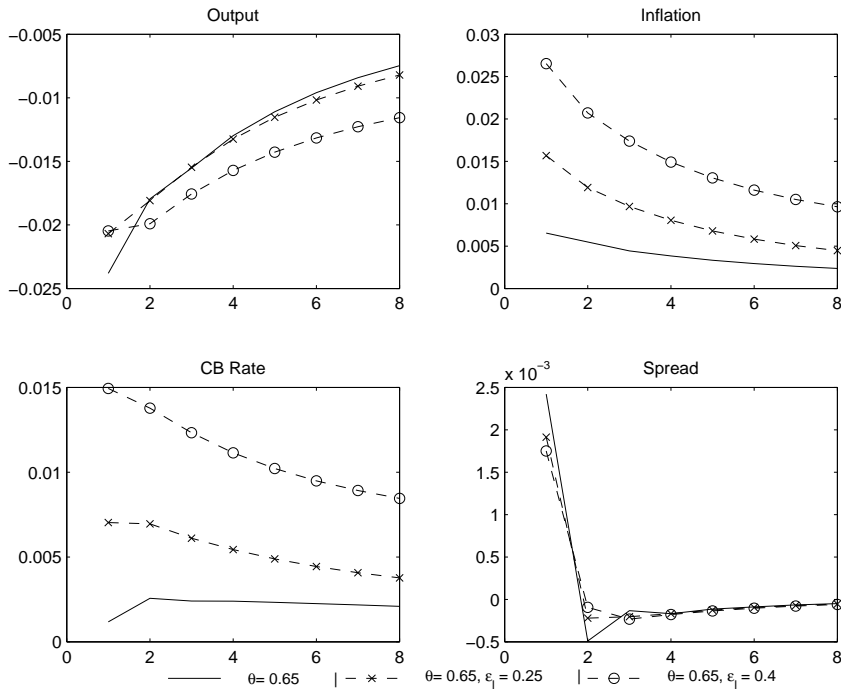 Output
Inflation
−0.005
−0.01
−0.015
−0.02
−0.025
0 2 4 6 8
0.03
0.025
0.02
0.015
0.01
0.005
0
0 2 4 6 8
CB Rate
Spread
0.015
0.01
0.005
0
0 2 4 6 8
x 10−3
2.5
2
1.5
1
0.5
0
−0.5
0 2 4 6 8
θ= 0.65
θ= 0.65, εl = 0.25
θ= 0.65, εl = 0.4